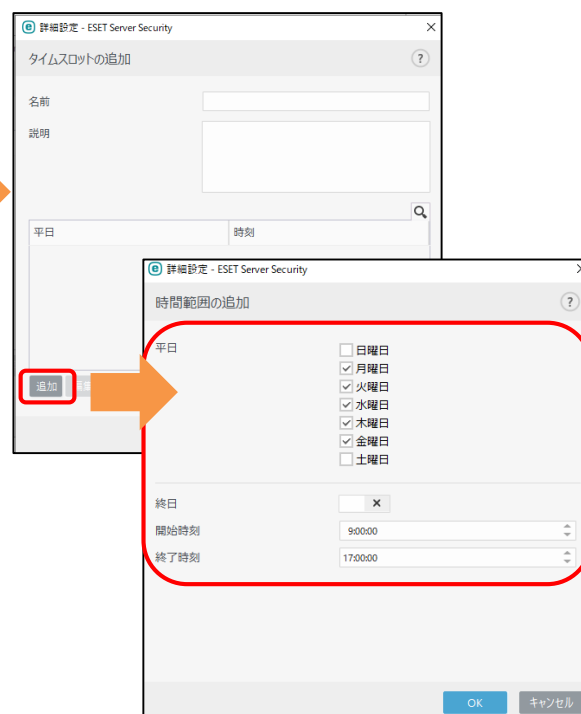 詳細設定 - ESET Server Security
タイムスロットの追加
名前
説明
平日 時刻
追加
詳細設定 - ESET Server Security
時間範囲の追加
平日
日曜日
月曜日
火曜日
水曜日
木曜日
金曜日
土曜日
終日
開始時刻 9:00:00
終了時刻 17:00:00
OK キャンセル